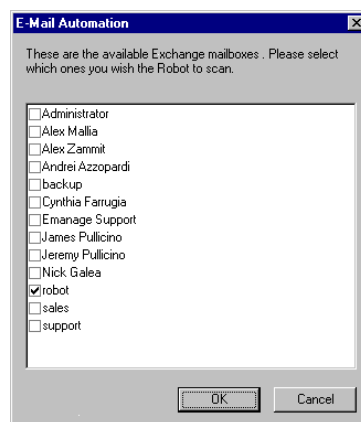 E-Mail Automation
These are the available Exchange mailboxes . Please select
which ones you wish the Robot to scan.
Administrator
Alex Mallia
Alex Zammit
Andrei Azzopardi
backup
Cynthia Farrugia
Emanage Support
James Pullicino
Jeremy Pullicino
Nick Galea
robot
sales
support
OK
Cancel